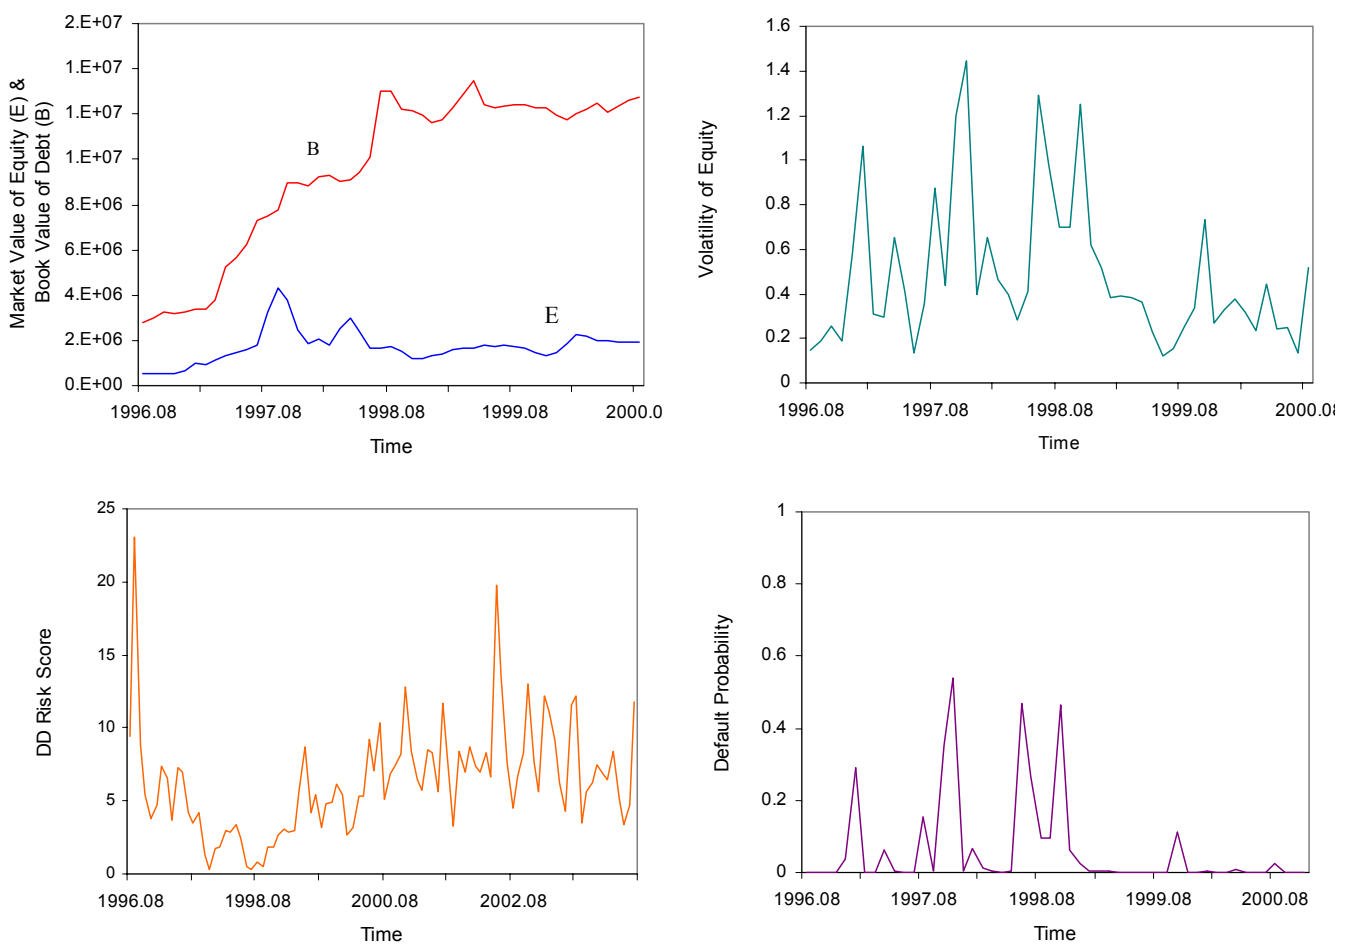 Market Value of Equity (E) &
Book Value of Debt (B)
2.E+07
1.E+07
1.E+07
1.E+07
8.E+06
6.E+06
4.E+06
2.E+06
0.E+00
B
E
1996.08 1997.08 1998.08 1999.08 2000.0
Time
Volatility of Equity
1.6
1.4
1.2
1
0.8
0.6
0.4
0.2
0
1996.08 1997.08 1998.08 1999.08 2000.08
Time
DD Risk Score
25
20
15
10
5
0
1996.08 1998.08 2000.08 2002.08
Time
Default Probability
1
0.8
0.6
0.4
0.2
0
1996.08 1997.08 1998.08 1999.08 2000.08
Time